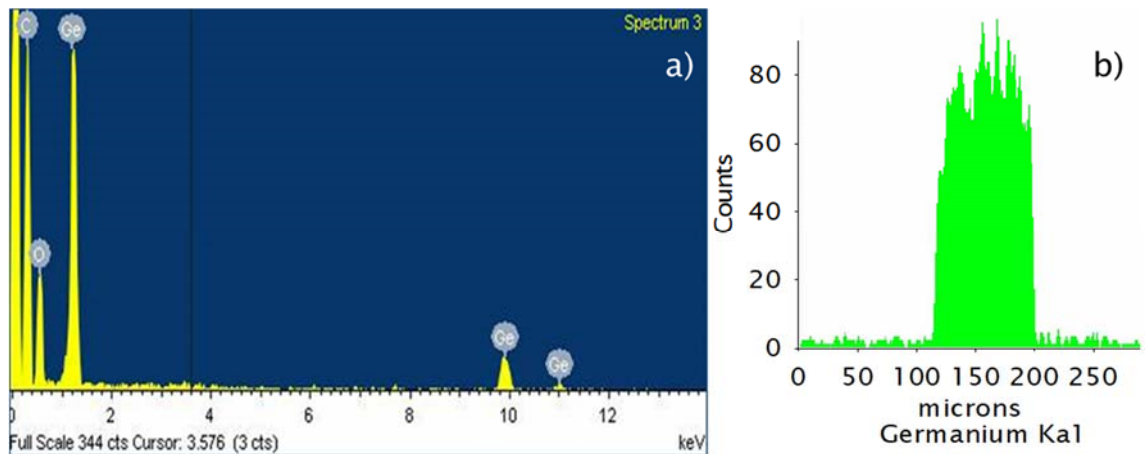 Spectrum 3
a)
C
Ge
O
Ge
Ge
0 2 4 6 8 10 12
Full Scale 344 cts Cursor: 3.576 (3 cts)
keV
b)
Counts
80
60
40
20
0
0 50 100 150 200 250
microns
Germanium Ka1